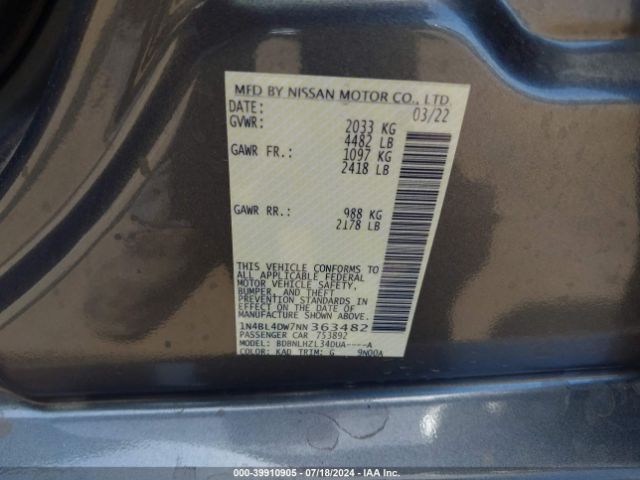 MFD BY NISSAN MOTOR CO., LTD.
DATE: 03/22
GVWR: 2033 KG
4482 LB
GAWR FR.: 1097 KG
2418 LB
GAWR RR.: 988 KG
2178 LB
THIS VEHICLE CONFORMS TO
ALL APPLICABLE FEDERAL
MOTOR VEHICLE SAFETY,
BUMPER, AND THEFT
PREVENTION STANDARDS IN
EFFECT ON THE DATE OF
MANUFACTURE SHOWN ABOVE.
1N4BL4DW7NN363482
PASSENGER CAR 753892
MODEL: BDBNLHZL34DUA----A
COLOR: KAD TRIM: G 9N00A
000-39910905 - 07/18/2024 - IAA Inc.